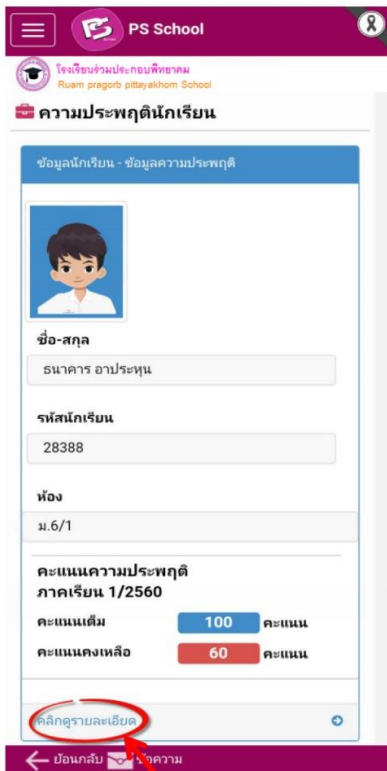 PS School
โรงเรียนร่วมประกอบพิทยาคม
Ruam pragorb pittayakhom School
ความประพฤตินักเรียน
ข้อมูลนักเรียน - ข้อมูลความประพฤติ
ชื่อ-สกุล
ธนาคาร อาประหุน
รหัสนักเรียน
28388
ห้อง
ม.6/1
คะแนนความประพฤติ
ภาคเรียน 1/2560
คะแนนเต็ม 100 คะแนน
คะแนนคงเหลือ 60 คะแนน
คลิกดูรายละเอียด
ย้อนกลับ ข้อความ